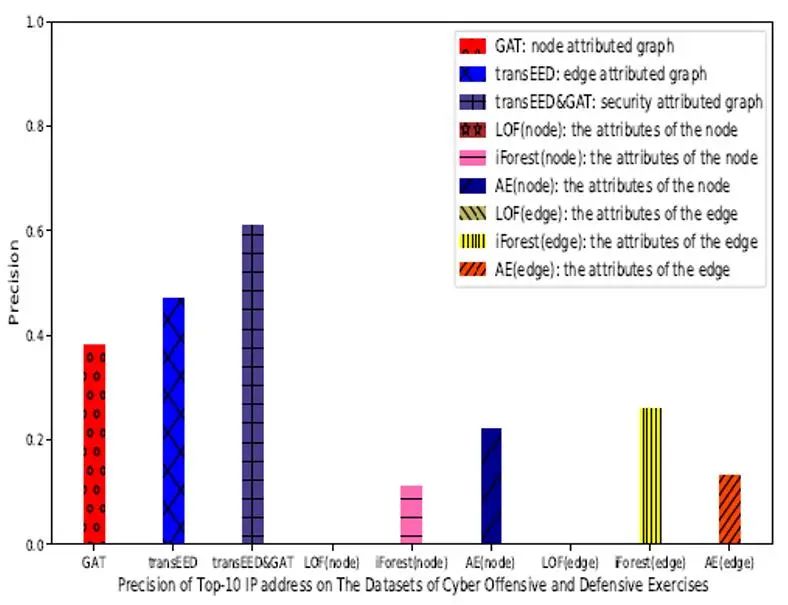 1.0
0.8
0.6
0.4
0.2
0.0
Precision
GAT: node attributed graph
transEED: edge attributed graph
transEED&GAT: security attributed graph
LOF(node): the attributes of the node
iForest(node): the attributes of the node
AE(node): the attributes of the node
LOF(edge): the attributes of the edge
iForest(edge): the attributes of the edge
AE(edge): the attributes of the edge
GAT transEED transEED&GAT LOF(node) iForest(node) AE(node) LOF(edge) iForest(edge) AE(edge)
Precision of Top-10 IP address on The Datasets of Cyber Offensive and Defensive Exercises